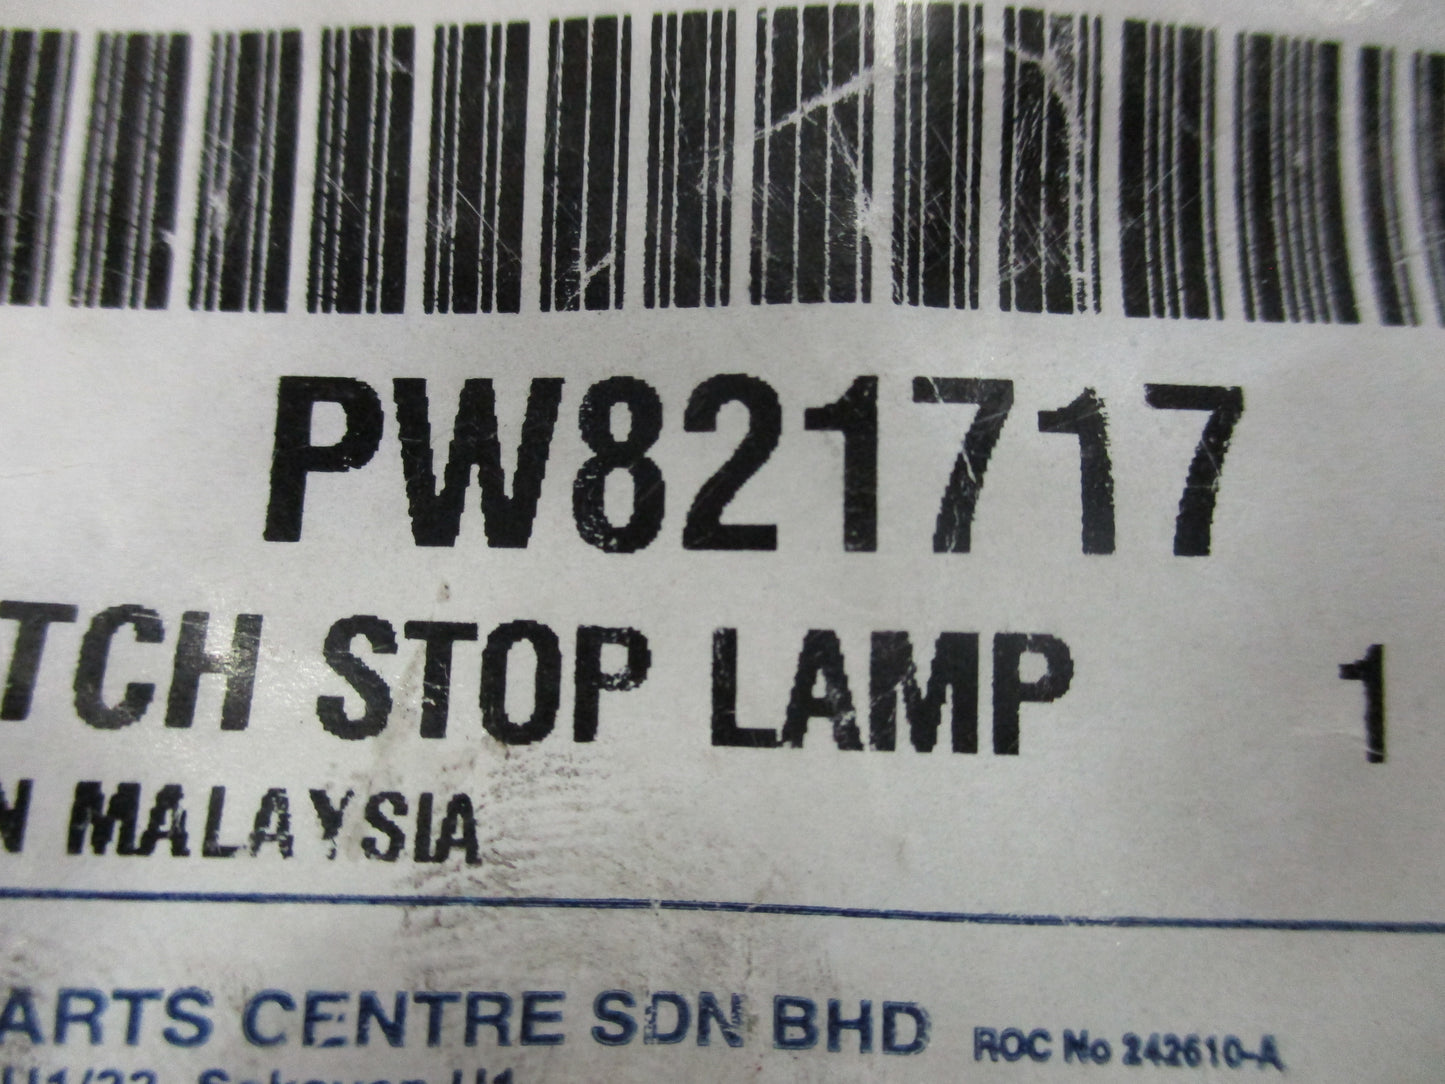 PW821717
TCH STOP LAMP 1
N MALAYSIA
ARTS CENTRE SDN BHD ROC No 242610-A